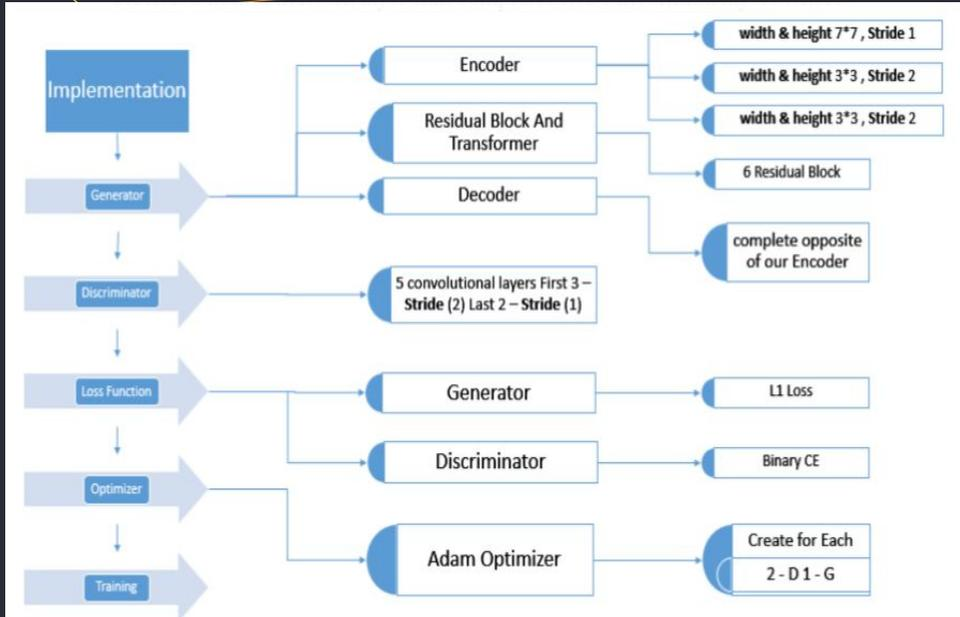 Implementation
Generator
Encoder
width & height 7*7 , Stride 1
width & height 3*3 , Stride 2
width & height 3*3 , Stride 2
Residual Block And
Transformer
6 Residual Block
Decoder
complete opposite
of our Encoder
Discriminator
5 convolutional layers First 3 –
Stride (2) Last 2 – Stride (1)
Loss Function
Generator
L1 Loss
Discriminator
Binary CE
Optimizer
Adam Optimizer
Create for Each
2 - D 1 - G
Training